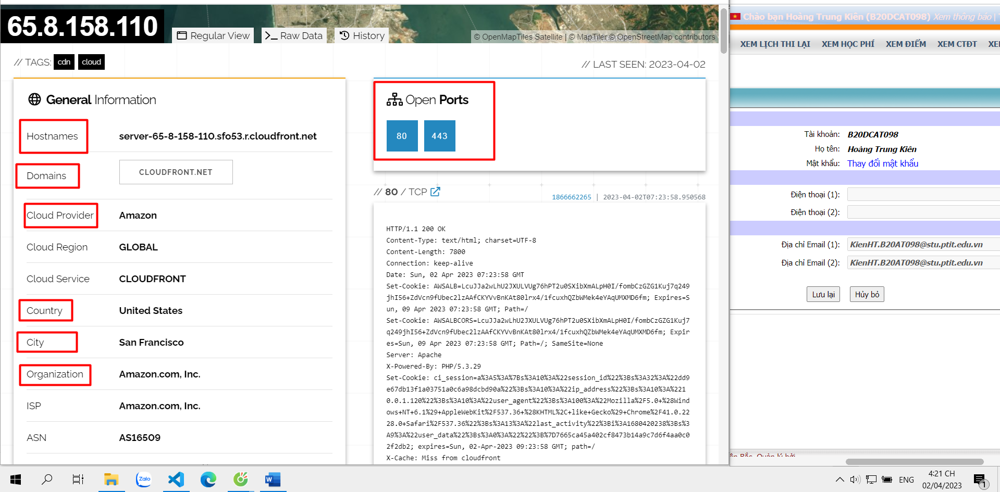 65.8.158.110
Regular View
Raw Data
History
© OpenMapTiles Satellite | © MapTiler © OpenStreetMap contributors
// TAGS: cdn cloud
// LAST SEEN: 2023-04-02
General Information
Hostnames server-65-8-158-110.sfo53.r.cloudfront.net
Domains CLOUDFRONT.NET
Cloud Provider Amazon
Cloud Region GLOBAL
Cloud Service CLOUDFRONT
Country United States
City San Francisco
Organization Amazon.com, Inc.
ISP Amazon.com, Inc.
ASN AS16509
Open Ports
80 443
// 80 / TCP
1866662265 | 2023-04-02T07:23:58.950568
HTTP/1.1 200 OK
Content-Type: text/html; charset=UTF-8
Content-Length: 7800
Connection: keep-alive
Date: Sun, 02 Apr 2023 07:23:58 GMT
Set-Cookie: AWSALB=LcuJJa2wLhU2JXULVUg76hPT2u0SXibXmALpH0I/fombCzGZG1Kuj7q249
jhI56+ZdVcn9fUbec2lzAAfCKYVvBnKAt80lrx4/1fcuxhQZbWMek4eYAqUMXMD6fm; Expires=S
un, 09 Apr 2023 07:23:58 GMT; Path=/
Set-Cookie: AWSALBCORS=LcuJJa2wLhU2JXULVUg76hPT2u0SXibXmALpH0I/fombCzGZG1Kuj7
q249jhI56+ZdVcn9fUbec2lzAAfCKYVvBnKAt80lrx4/1fcuxhQZbWMek4eYAqUMXMD6fm; Expir
es=Sun, 09 Apr 2023 07:23:58 GMT; Path=/; SameSite=None
Server: Apache
X-Powered-By: PHP/5.3.29
Set-Cookie: ci_session=a%3A5%3A%7Bs%3A10%3A%22session_id%22%3Bs%3A32%3A%22dd9
e67db13f1a03751a0c6a98dcbd90a%22%3Bs%3A10%3A%22ip_address%22%3Bs%3A10%3A%221
0.0.1.120%22%3Bs%3A10%3A%22user_agent%22%3Bs%3A100%3A%22Mozilla%2F5.0+%28Wind
ows+NT+6.1%29+AppleWebKit%2F537.36+%28KHTML%2C+like+Gecko%29+Chrome%2F41.0.22
28.0+Safari%2F537.36%22%3Bs%3A13%3A%22last_activity%22%3Bi%3A1680420238%3Bs%3
A9%3A%22user_data%22%3Bs%3A0%3A%22%22%3B%7D7665ca45a402cf8473b14a9c7d6f4aa0c0
2f2db2; expires=Sun, 02-Apr-2023 09:23:58 GMT; path=/
X-Cache: Miss from cloudfront
Chào bạn Hoàng Trung Kiên (B20DCAT098) Xem thông báo |
XEM LỊCH THI LẠI XEM HỌC PHÍ XEM ĐIỂM XEM CTĐT
Tài khoản: B20DCAT098
Họ tên: Hoàng Trung Kiên
Mật khẩu: Thay đổi mật khẩu
Điện thoại (1):
Điện thoại (2):
Địa chỉ Email (1): KienHT.B20AT098@stu.ptit.edu.vn
Địa chỉ Email (2): KienHT.B20AT098@stu.ptit.edu.vn
Lưu lại Hủy bỏ
Zalo
ENG
4:21 CH
02/04/2023
1